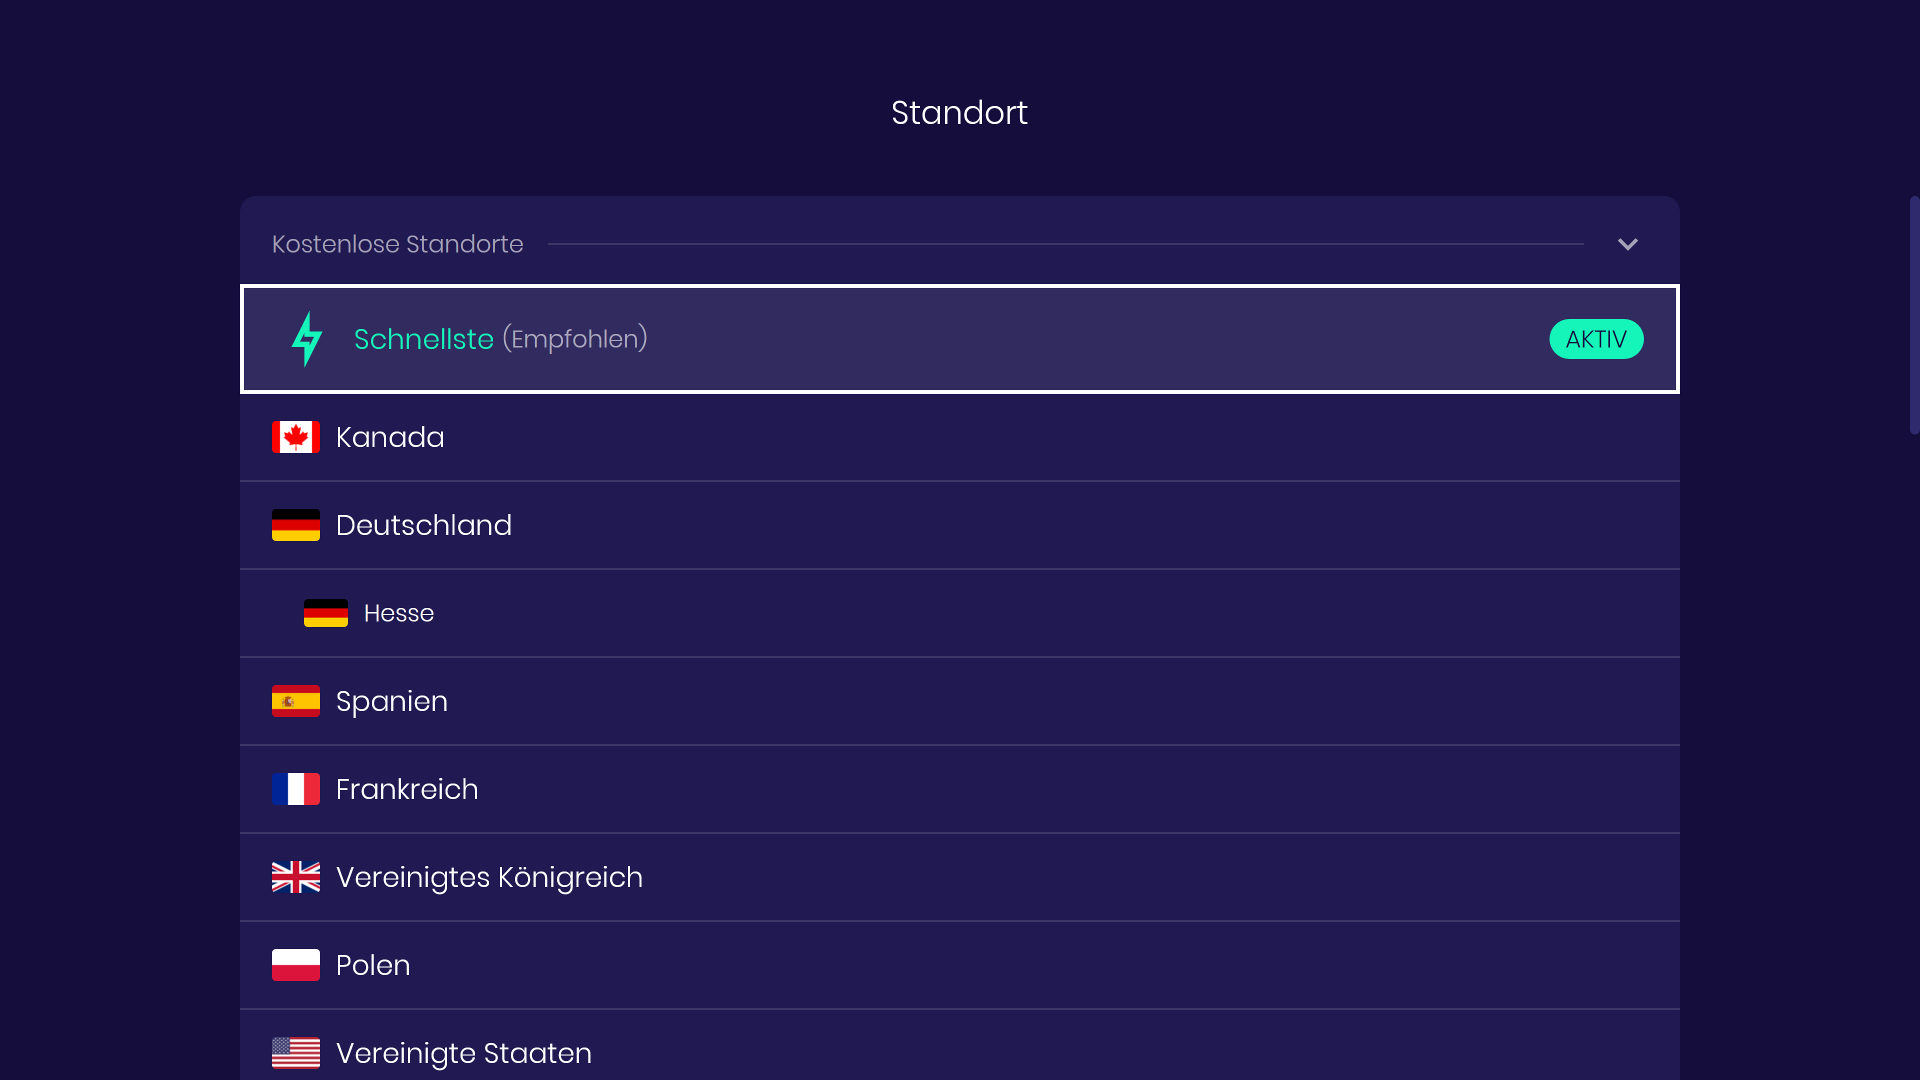 Standort
Kostenlose Standorte
Schnellste (Empfohlen) AKTIV
Kanada
Deutschland
Hesse
Spanien
Frankreich
Vereinigtes Königreich
Polen
Vereinigte Staaten